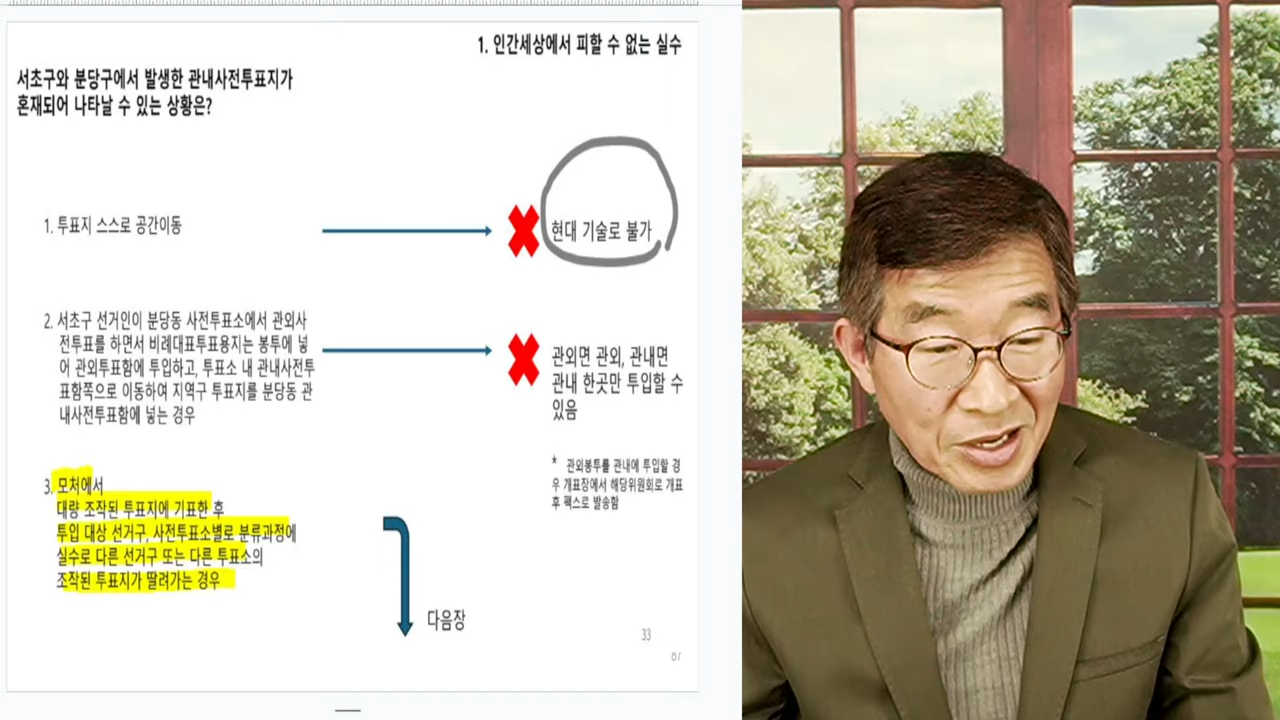 1. 인간세상에서 피할 수 없는 실수
서초구와 분당구에서 발생한 관내사전투표지가
혼재되어 나타날 수 있는 상황은?
1. 투표지 스스로 공간이동
현대 기술로 불가
2. 서초구 선거인이 분당동 사전투표소에서 관외사
전투표를 하면서 비례대표투표용지는 봉투에 넣
어 관외투표함에 투입하고, 투표소 내 관내사전투
표함쪽으로 이동하여 지역구 투표지를 분당동 관
내사전투표함에 넣는 경우
관외면 관외, 관내면
관내 한곳만 투입할 수
있음
* 관외봉투를 관내에 투입할 경
우 개표장에서 해당위원회로 개표
후 팩스로 발송함
3. 모처에서
대량 조작된 투표지에 기표한 후
투입 대상 선거구, 사전투표소별로 분류과정에
실수로 다른 선거구 또는 다른 투표소의
조작된 투표지가 딸려가는 경우
다음장
33
87